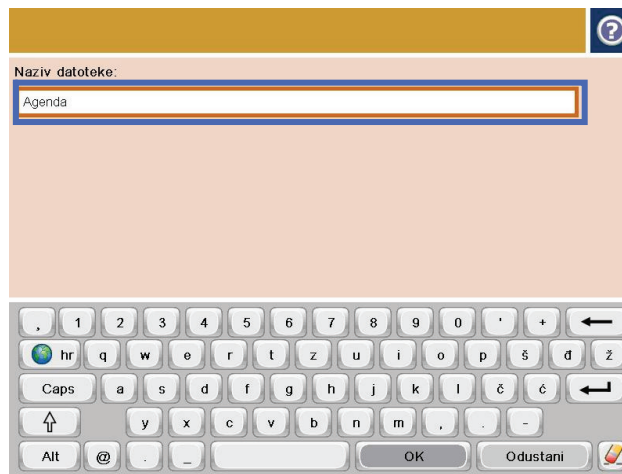 ?
Naziv datoteke:
Agenda
¸ 1 2 3 4 5 6 7 8 9 0 ' +
hr q w e r t z u i o p š đ ž
Caps a s d f g h j k l č ć
y x c v b n m , . -
Alt @ . _ OK Odustani